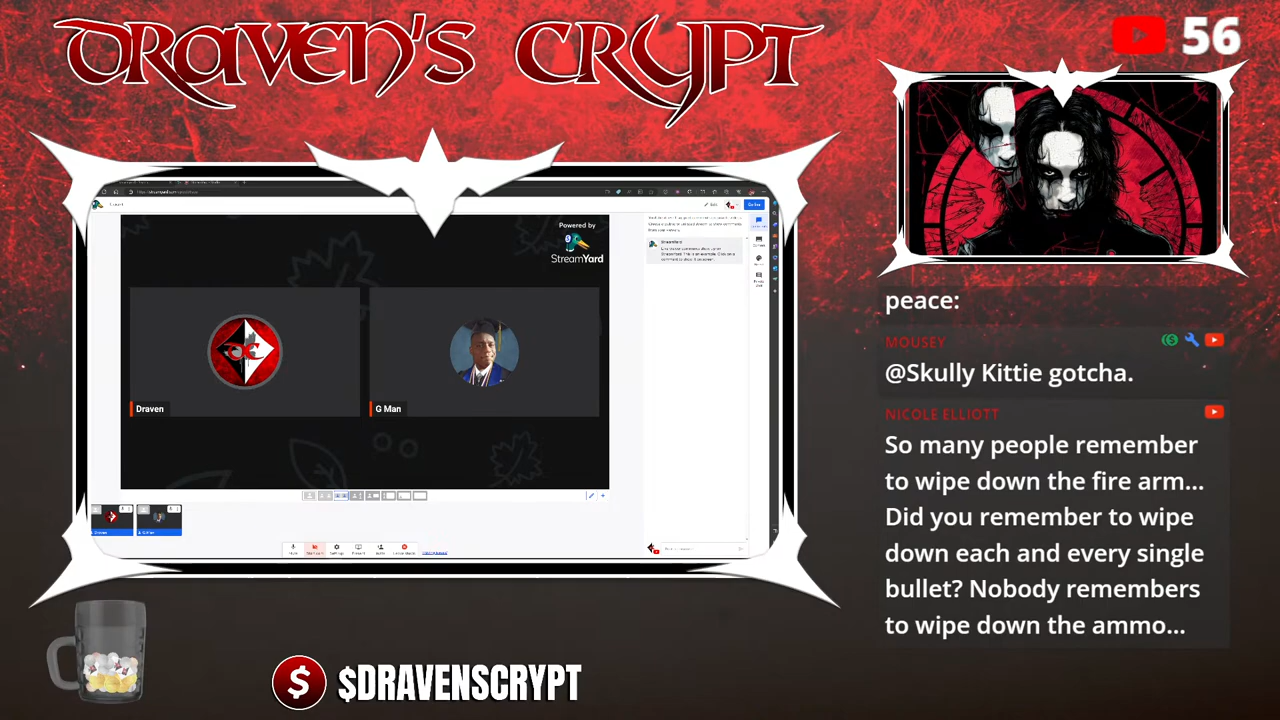 DRAVEN'S CRYPT
56
Powered by
StreamYard
Draven
G Man
peace:
MOUSEY
@Skully Kittie gotcha.
NICOLE ELLIOTT
So many people remember
to wipe down the fire arm...
Did you remember to wipe
down each and every single
bullet? Nobody remembers
to wipe down the ammo...
$ $DRAVENSCRYPT